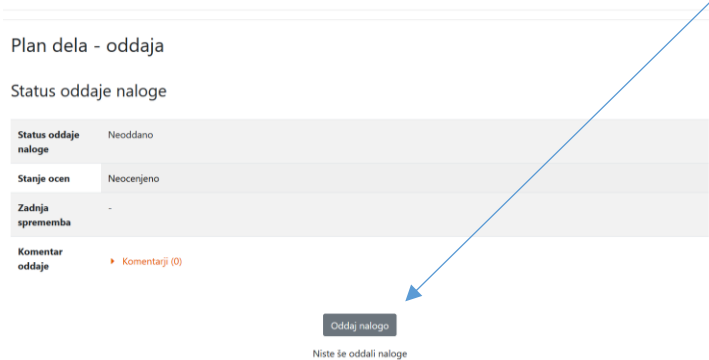 Plan dela - oddaja
Status oddaje naloge
Status oddaje
naloge
Neoddano
Stanje ocen
Neocenjeno
Zadnja
sprememba
-
Komentar
oddaje
Komentarji (0)
Oddaj nalogo
Niste še oddali naloge